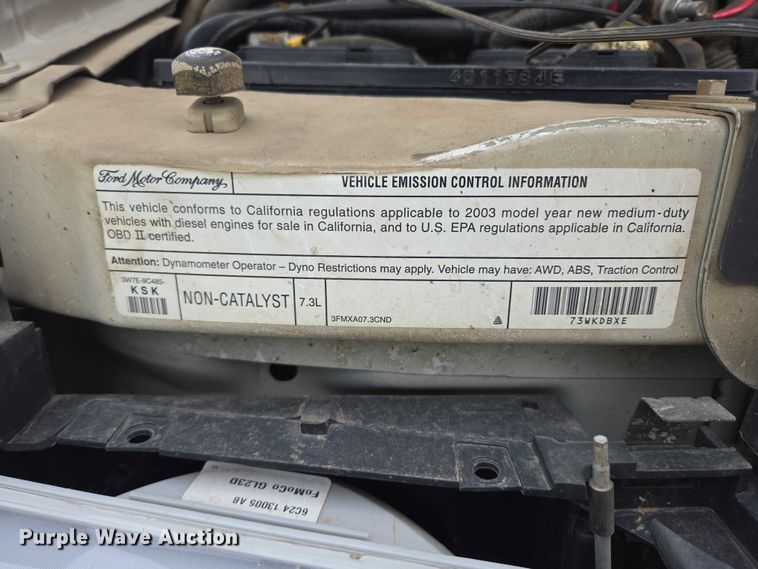 4D1193JE
Ford Motor Company
VEHICLE EMISSION CONTROL INFORMATION
This vehicle conforms to California regulations applicable to 2003 model year new medium-duty
vehicles with diesel engines for sale in California, and to U.S. EPA regulations applicable in California.
OBD II certified.
Attention: Dynamometer Operator – Dyno Restrictions may apply. Vehicle may have: AWD, ABS, Traction Control
3W7E-9C485-
KSK
NON-CATALYST
7.3L
3FMXA07.3CND
73WKDBXE
6C24 13005 AB
FoMoCo GL23D
Purple Wave Auction